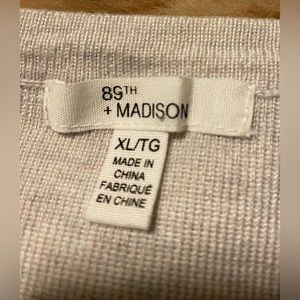 89TH
+ MADISON
XL/TG
MADE IN
CHINA
FABRIQUÉ
EN CHINE